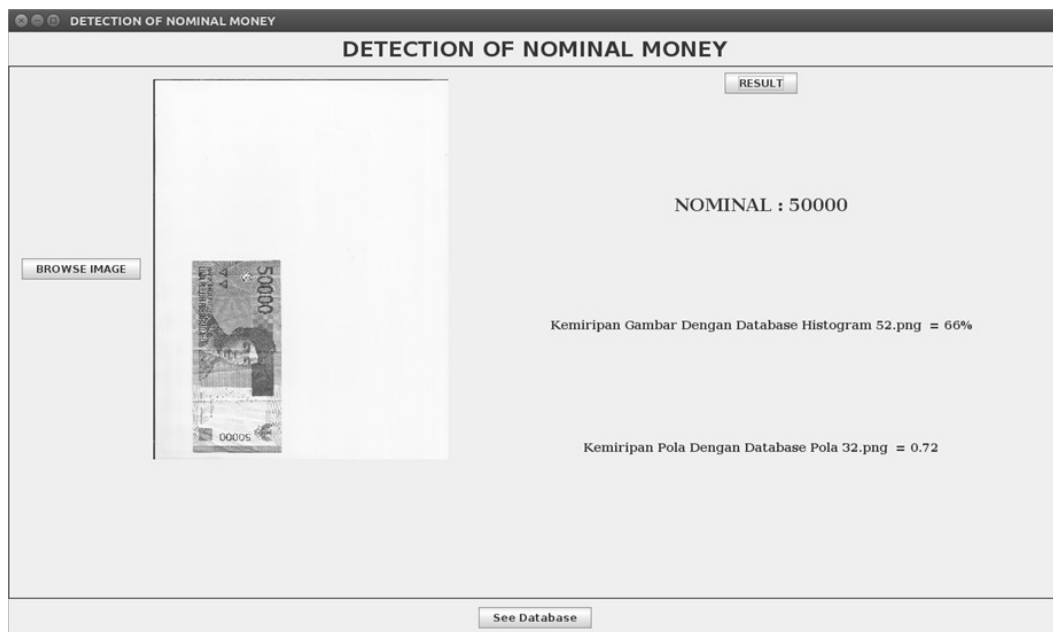 DETECTION OF NOMINAL MONEY
DETECTION OF NOMINAL MONEY
RESULT
NOMINAL : 50000
BROWSE IMAGE
50000
Kemiripan Gambar Dengan Database Histogram 52.png = 66%
50000
Kemiripan Pola Dengan Database Pola 32.png = 0.72
See Database